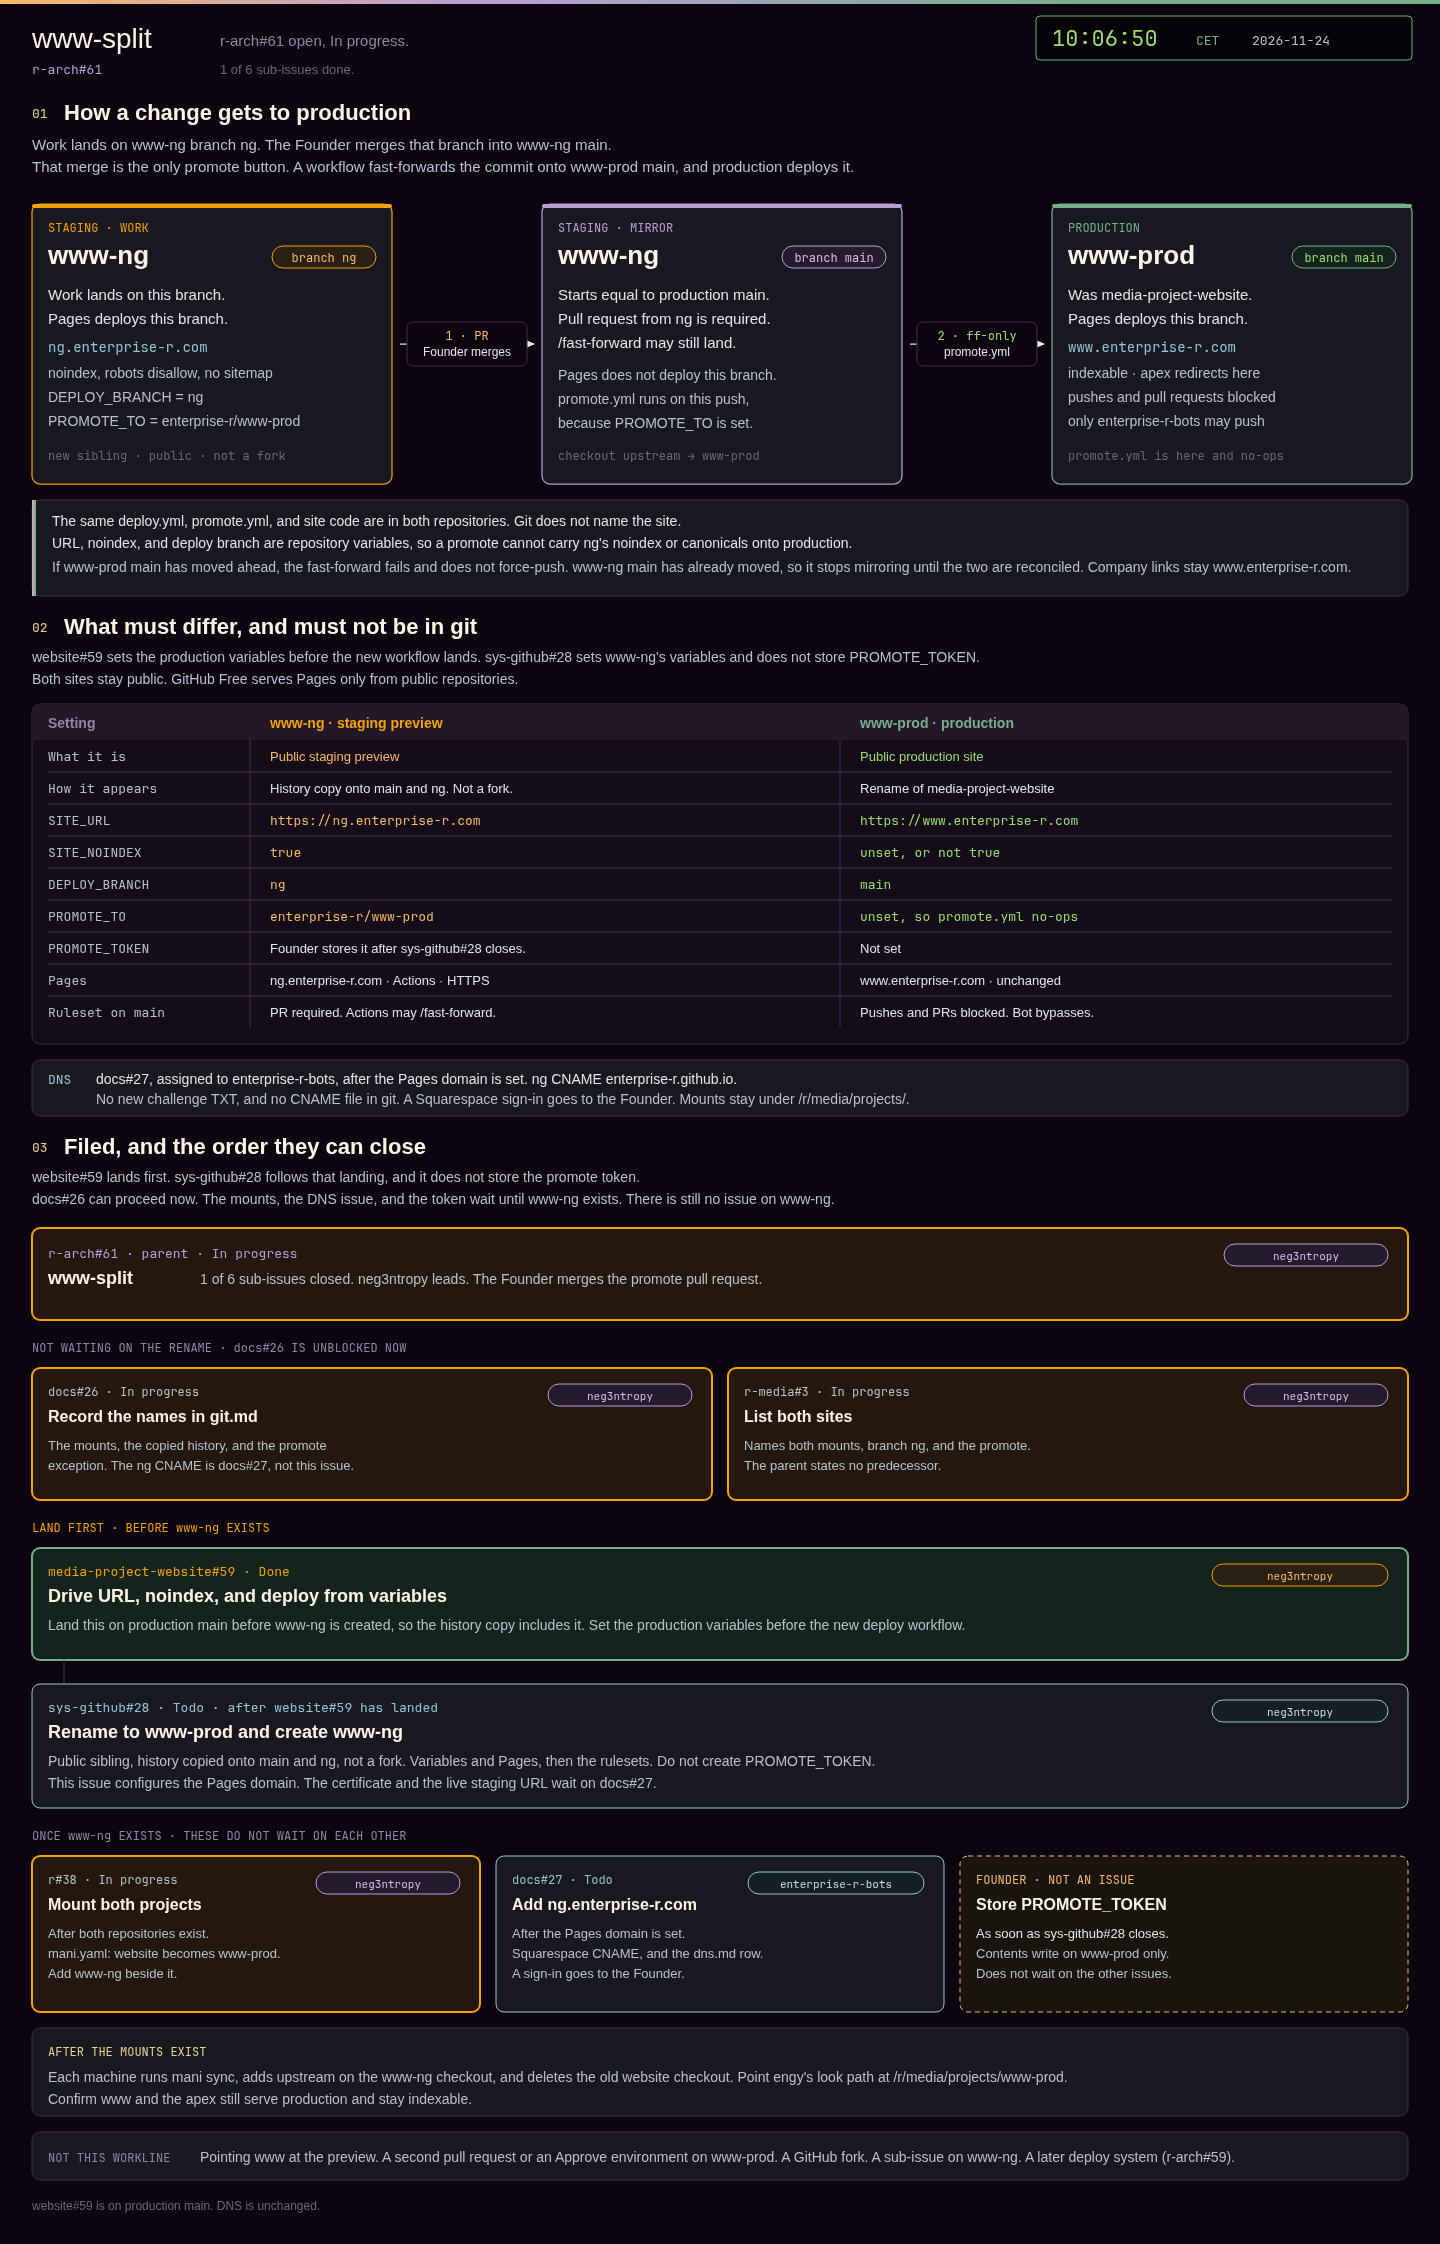 www-split
r-arch#61 open, In progress.
10:06:50 CET 2026-11-24
r-arch#61
1 of 6 sub-issues done.
01 How a change gets to production
Work lands on www-ng branch ng. The Founder merges that branch into www-ng main.
That merge is the only promote button. A workflow fast-forwards the commit onto www-prod main, and production deploys it.
STAGING · WORK
www-ng
branch ng
Work lands on this branch.
Pages deploys this branch.
ng.enterprise-r.com
noindex, robots disallow, no sitemap
DEPLOY_BRANCH = ng
PROMOTE_TO = enterprise-r/www-prod
new sibling · public · not a fork
1 · PR
Founder merges
STAGING · MIRROR
www-ng
branch main
Starts equal to production main.
Pull request from ng is required.
/fast-forward may still land.
Pages does not deploy this branch.
promote.yml runs on this push,
because PROMOTE_TO is set.
checkout upstream → www-prod
2 · ff-only
promote.yml
PRODUCTION
www-prod
branch main
Was media-project-website.
Pages deploys this branch.
www.enterprise-r.com
indexable · apex redirects here
pushes and pull requests blocked
only enterprise-r-bots may push
promote.yml is here and no-ops
The same deploy.yml, promote.yml, and site code are in both repositories. Git does not name the site.
URL, noindex, and deploy branch are repository variables, so a promote cannot carry ng's noindex or canonicals onto production.
If www-prod main has moved ahead, the fast-forward fails and does not force-push. www-ng main has already moved, so it stops mirroring until the two are reconciled. Company links stay www.enterprise-r.com.
02 What must differ, and must not be in git
website#59 sets the production variables before the new workflow lands. sys-github#28 sets www-ng's variables and does not store PROMOTE_TOKEN.
Both sites stay public. GitHub Free serves Pages only from public repositories.
Setting www-ng · staging preview www-prod · production
What it is Public staging preview Public production site
How it appears History copy onto main and ng. Not a fork. Rename of media-project-website
SITE_URL https://ng.enterprise-r.com https://www.enterprise-r.com
SITE_NOINDEX true unset, or not true
DEPLOY_BRANCH ng main
PROMOTE_TO enterprise-r/www-prod unset, so promote.yml no-ops
PROMOTE_TOKEN Founder stores it after sys-github#28 closes. Not set
Pages ng.enterprise-r.com · Actions · HTTPS www.enterprise-r.com · unchanged
Ruleset on main PR required. Actions may /fast-forward. Pushes and PRs blocked. Bot bypasses.
DNS docs#27, assigned to enterprise-r-bots, after the Pages domain is set. ng CNAME enterprise-r.github.io.
No new challenge TXT, and no CNAME file in git. A Squarespace sign-in goes to the Founder. Mounts stay under /r/media/projects/.
03 Filed, and the order they can close
website#59 lands first. sys-github#28 follows that landing, and it does not store the promote token.
docs#26 can proceed now. The mounts, the DNS issue, and the token wait until www-ng exists. There is still no issue on www-ng.
r-arch#61 · parent · In progress
neg3ntropy
www-split 1 of 6 sub-issues closed. neg3ntropy leads. The Founder merges the promote pull request.
NOT WAITING ON THE RENAME · docs#26 IS UNBLOCKED NOW
docs#26 · In progress
neg3ntropy
Record the names in git.md
The mounts, the copied history, and the promote
exception. The ng CNAME is docs#27, not this issue.
r-media#3 · In progress
neg3ntropy
List both sites
Names both mounts, branch ng, and the promote.
The parent states no predecessor.
LAND FIRST · BEFORE www-ng EXISTS
media-project-website#59 · Done
neg3ntropy
Drive URL, noindex, and deploy from variables
Land this on production main before www-ng is created, so the history copy includes it. Set the production variables before the new deploy workflow.
sys-github#28 · Todo · after website#59 has landed
neg3ntropy
Rename to www-prod and create www-ng
Public sibling, history copied onto main and ng, not a fork. Variables and Pages, then the rulesets. Do not create PROMOTE_TOKEN.
This issue configures the Pages domain. The certificate and the live staging URL wait on docs#27.
ONCE www-ng EXISTS · THESE DO NOT WAIT ON EACH OTHER
r#38 · In progress
neg3ntropy
Mount both projects
After both repositories exist.
mani.yaml: website becomes www-prod.
Add www-ng beside it.
docs#27 · Todo
enterprise-r-bots
Add ng.enterprise-r.com
After the Pages domain is set.
Squarespace CNAME, and the dns.md row.
A sign-in goes to the Founder.
FOUNDER · NOT AN ISSUE
Store PROMOTE_TOKEN
As soon as sys-github#28 closes.
Contents write on www-prod only.
Does not wait on the other issues.
AFTER THE MOUNTS EXIST
Each machine runs mani sync, adds upstream on the www-ng checkout, and deletes the old website checkout. Point engy's look path at /r/media/projects/www-prod.
Confirm www and the apex still serve production and stay indexable.
NOT THIS WORKLINE Pointing www at the preview. A second pull request or an Approve environment on www-prod. A GitHub fork. A sub-issue on www-ng. A later deploy system (r-arch#59).
website#59 is on production main. DNS is unchanged.